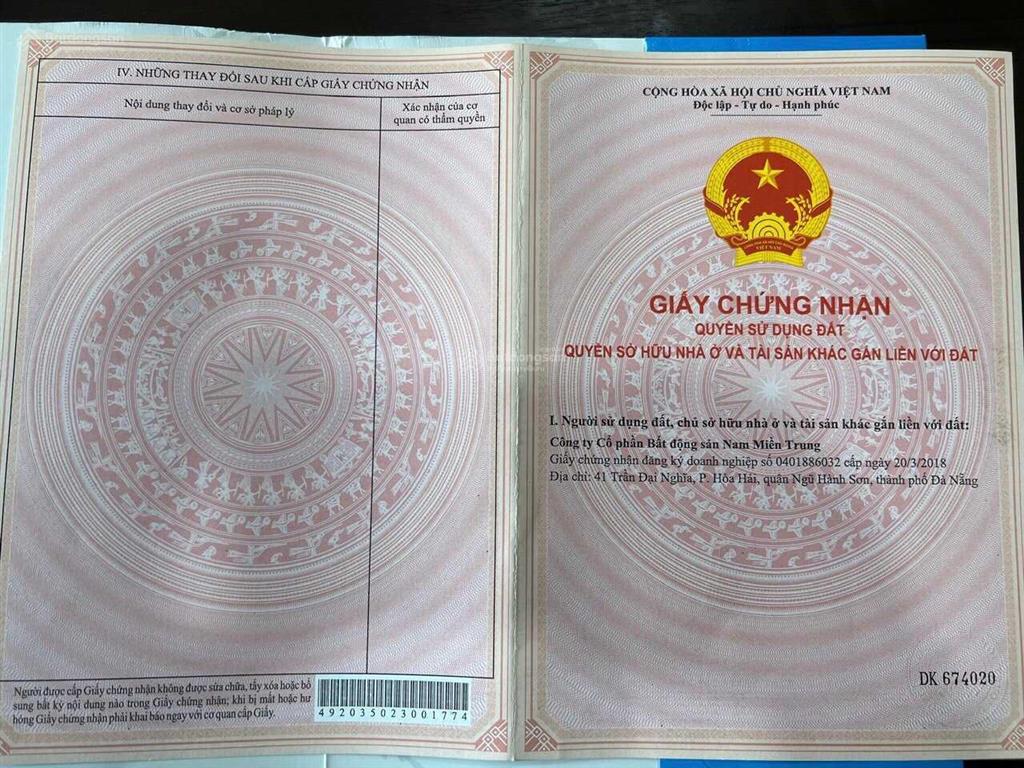 IV. NHỮNG THAY ĐỔI SAU KHI CẤP GIẤY CHỨNG NHẬN
Nội dung thay đổi và cơ sở pháp lý
Xác nhận của cơ
quan có thẩm quyền
Người được cấp Giấy chứng nhận không được sửa chữa, tẩy xóa hoặc bổ
sung bất kỳ nội dung nào trong Giấy chứng nhận; khi bị mất hoặc hư
hỏng Giấy chứng nhận phải khai báo ngay với cơ quan cấp Giấy.
492035023001774
CỘNG HÒA XÃ HỘI CHỦ NGHĨA VIỆT NAM
Độc lập - Tự do - Hạnh phúc
VIỆT NAM
GIẤY CHỨNG NHẬN
QUYỀN SỬ DỤNG ĐẤT
QUYỀN SỞ HỮU NHÀ Ở VÀ TÀI SẢN KHÁC GẮN LIỀN VỚI ĐẤT
I. Người sử dụng đất, chủ sở hữu nhà ở và tài sản khác gắn liền với đất:
Công ty Cổ phần Bất động sản Nam Miền Trung
Giấy chứng nhận đăng ký doanh nghiệp số 0401886032 cấp ngày 20/3/2018
Địa chỉ: 41 Trần Đại Nghĩa, P. Hòa Hải, quận Ngũ Hành Sơn, thành phố Đà Nẵng
DK 674020